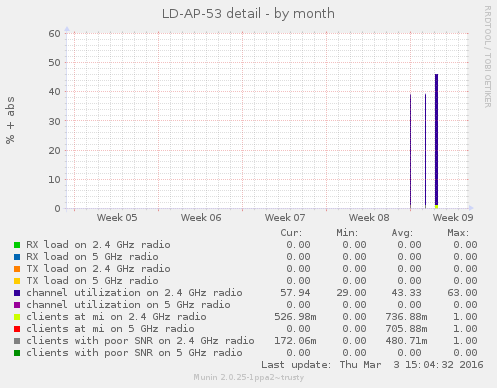 LD-AP-53 detail - by month
RRDTOOL / TOBI OETIKER
% + abs
60
50
40
30
20
10
0
Week 05 Week 06 Week 07 Week 08 Week 09
Cur: Min: Avg: Max:
RX load on 2.4 GHz radio 0.00 0.00 0.00 0.00
RX load on 5 GHz radio 0.00 0.00 0.00 0.00
TX load on 2.4 GHz radio 0.00 0.00 0.00 0.00
TX load on 5 GHz radio 0.00 0.00 0.00 0.00
channel utilization on 2.4 GHz radio 57.94 29.00 43.33 63.00
channel utilization on 5 GHz radio 0.00 0.00 0.00 0.00
clients at mi on 2.4 GHz radio 526.98m 0.00 736.88m 1.00
clients at mi on 5 GHz radio 0.00 0.00 705.88m 1.00
clients with poor SNR on 2.4 GHz radio 172.06m 0.00 480.71m 1.00
clients with poor SNR on 5 GHz radio 0.00 0.00 0.00 0.00
Last update: Thu Mar 3 15:04:32 2016
Munin 2.0.25-1ppa2~trusty